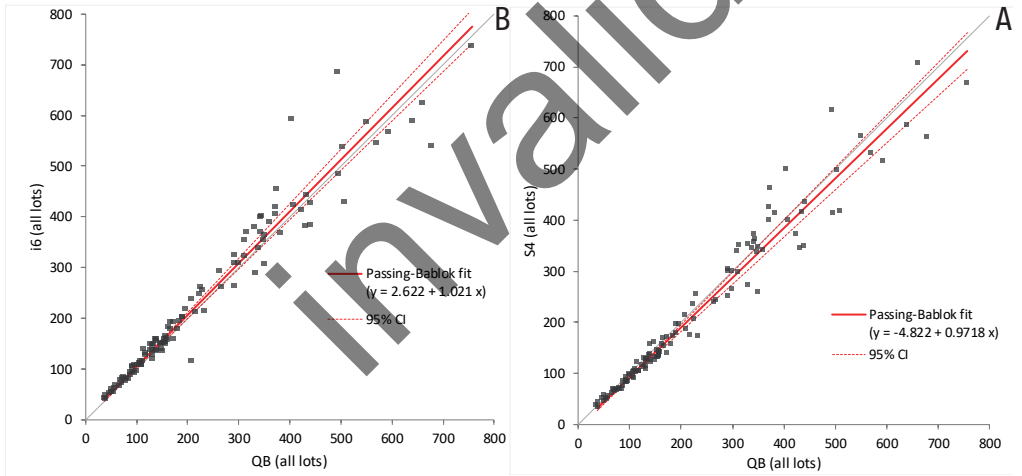 B
800
700
600
500
400
300
200
100
0
i6 (all lots)
Passing-Bablok fit
(y = 2.622 + 1.021 x)
95% CI
0 100 200 300 400 500 600 700 800
QB (all lots)
A
800
700
600
500
400
300
200
100
0
S4 (all lots)
Passing-Bablok fit
(y = -4.822 + 0.9718 x)
95% CI
0 100 200 300 400 500 600 700 800
QB (all lots)